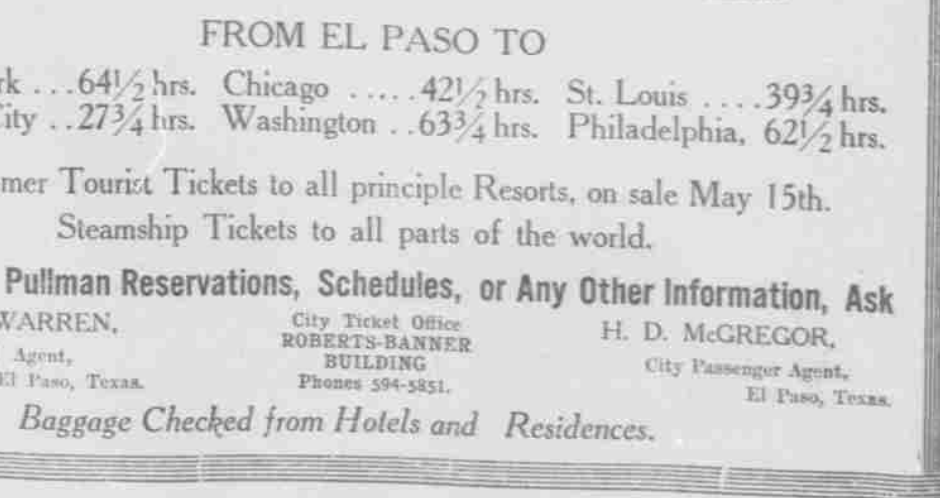 FROM EL PASO TO
rk ...64½ hrs. Chicago .....42½ hrs. St. Louis ....39¾ hrs.
City ..27¾ hrs. Washington ..63¾ hrs. Philadelphia, 62½ hrs.
mer Tourist Tickets to all principle Resorts, on sale May 15th.
Steamship Tickets to all parts of the world.
Pullman Reservations, Schedules, or Any Other Information, Ask
WARREN,
Agent,
El Paso, Texas.
City Ticket Office
ROBERTS-BANNER
BUILDING
Phones 594-5851.
H. D. McGREGOR,
City Passenger Agent,
El Paso, Texas.
Baggage Checked from Hotels and Residences.